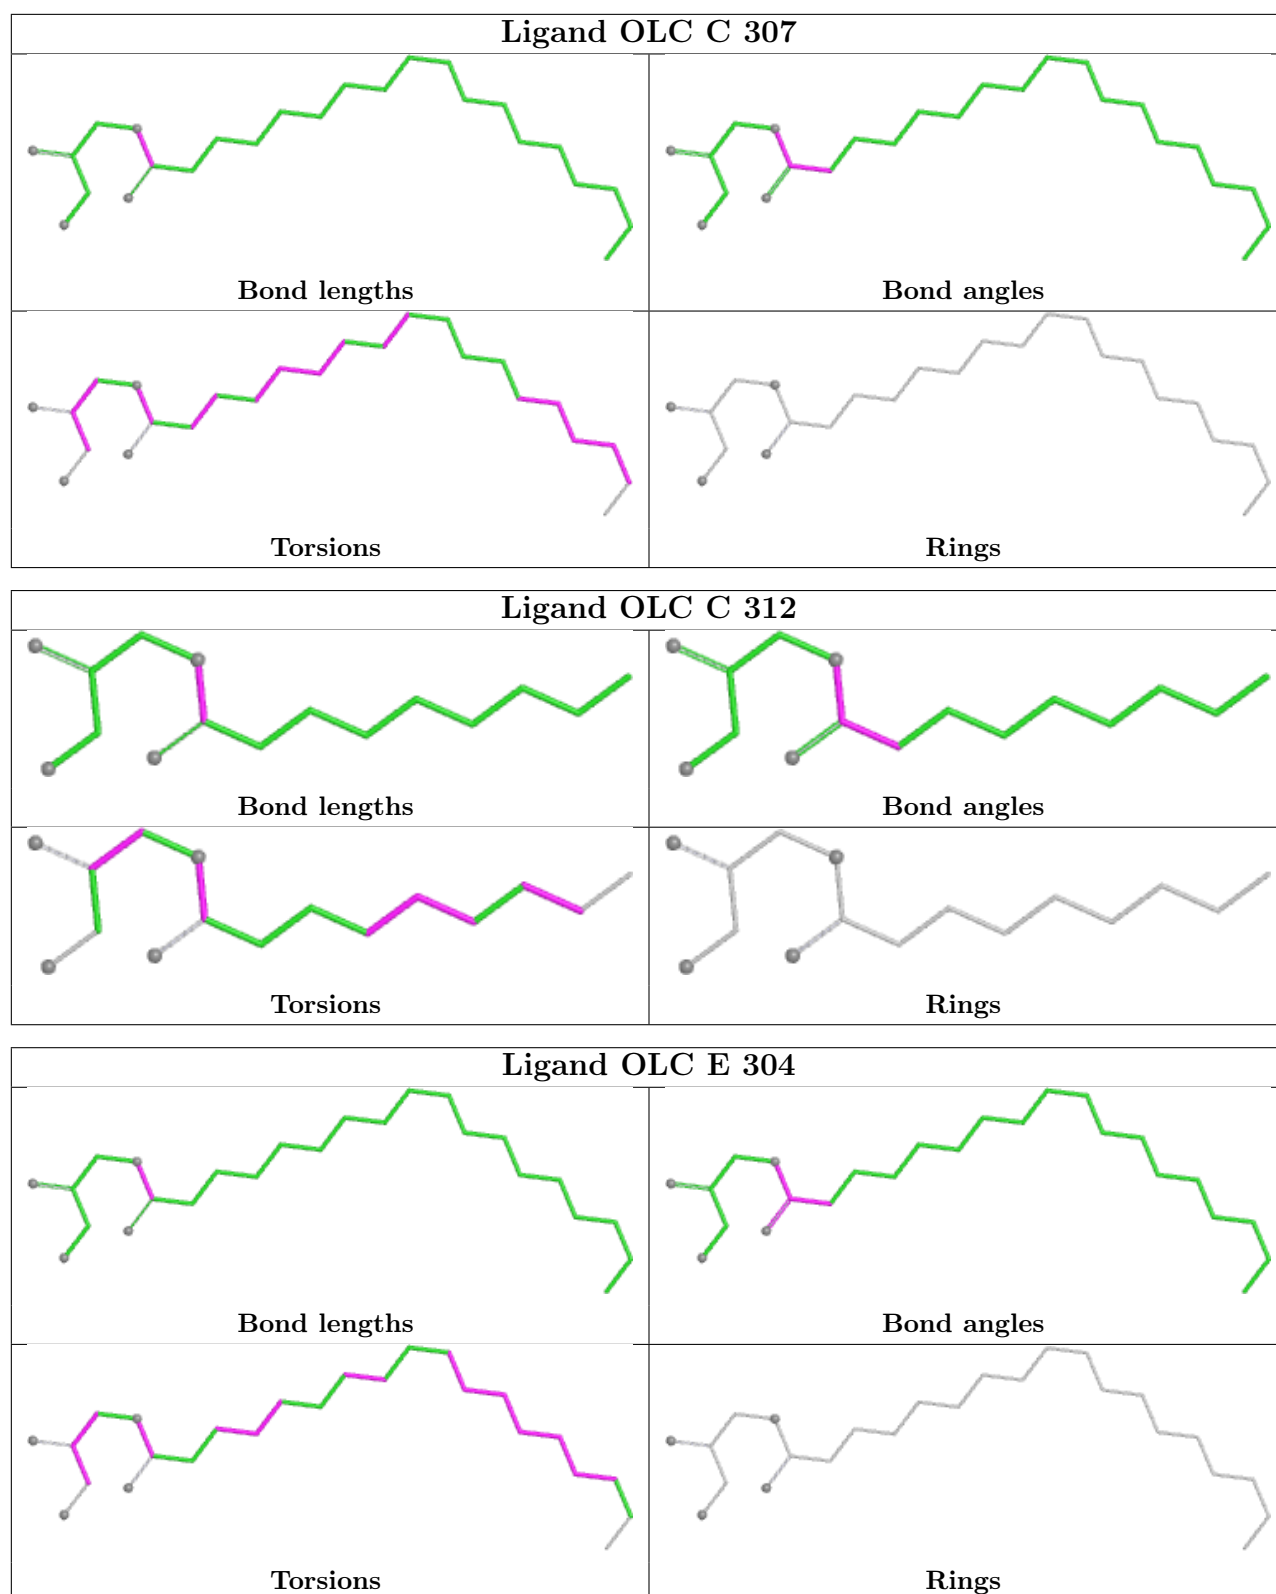 Ligand OLC C 307
Bond lengths
Bond angles
Torsions
Rings
Ligand OLC C 312
Bond lengths
Bond angles
Torsions
Rings
Ligand OLC E 304
Bond lengths
Bond angles
Torsions
Rings